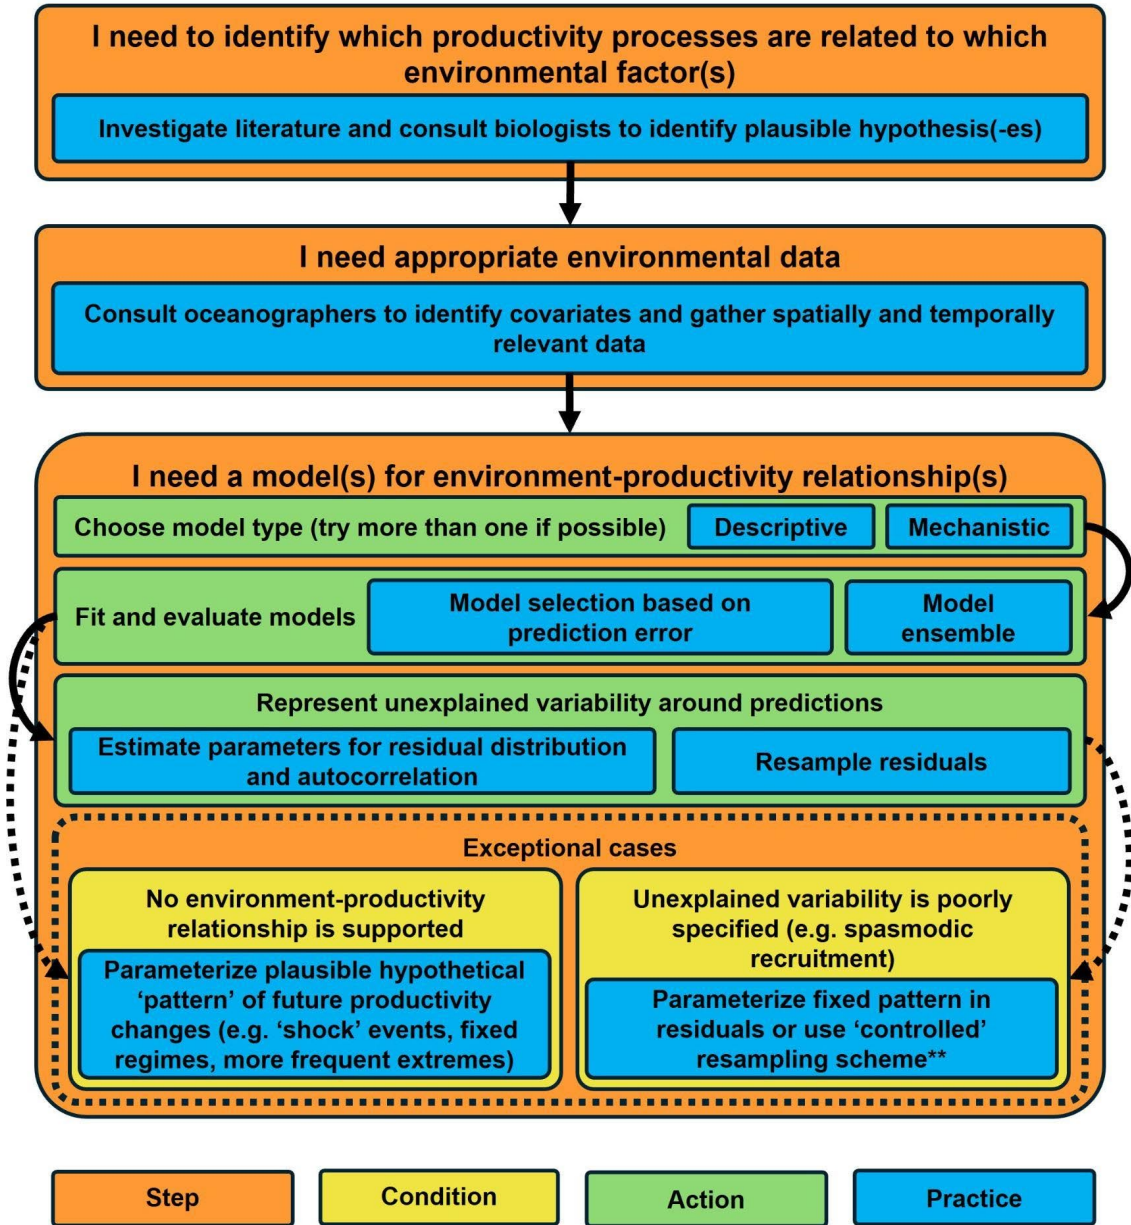 I need to identify which productivity processes are related to which
environmental factor(s)
Investigate literature and consult biologists to identify plausible hypothesis(-es)
I need appropriate environmental data
Consult oceanographers to identify covariates and gather spatially and temporally
relevant data
I need a model(s) for environment-productivity relationship(s)
Choose model type (try more than one if possible)
Descriptive
Mechanistic
Fit and evaluate models
Model selection based on
prediction error
Model
ensemble
Represent unexplained variability around predictions
Estimate parameters for residual distribution
and autocorrelation
Resample residuals
Exceptional cases
No environment-productivity
relationship is supported
Parameterize plausible hypothetical
‘pattern’ of future productivity
changes (e.g. ‘shock’ events, fixed
regimes, more frequent extremes)
Unexplained variability is poorly
specified (e.g. spasmodic
recruitment)
Parameterize fixed pattern in
residuals or use ‘controlled’
resampling scheme**
Step
Condition
Action
Practice